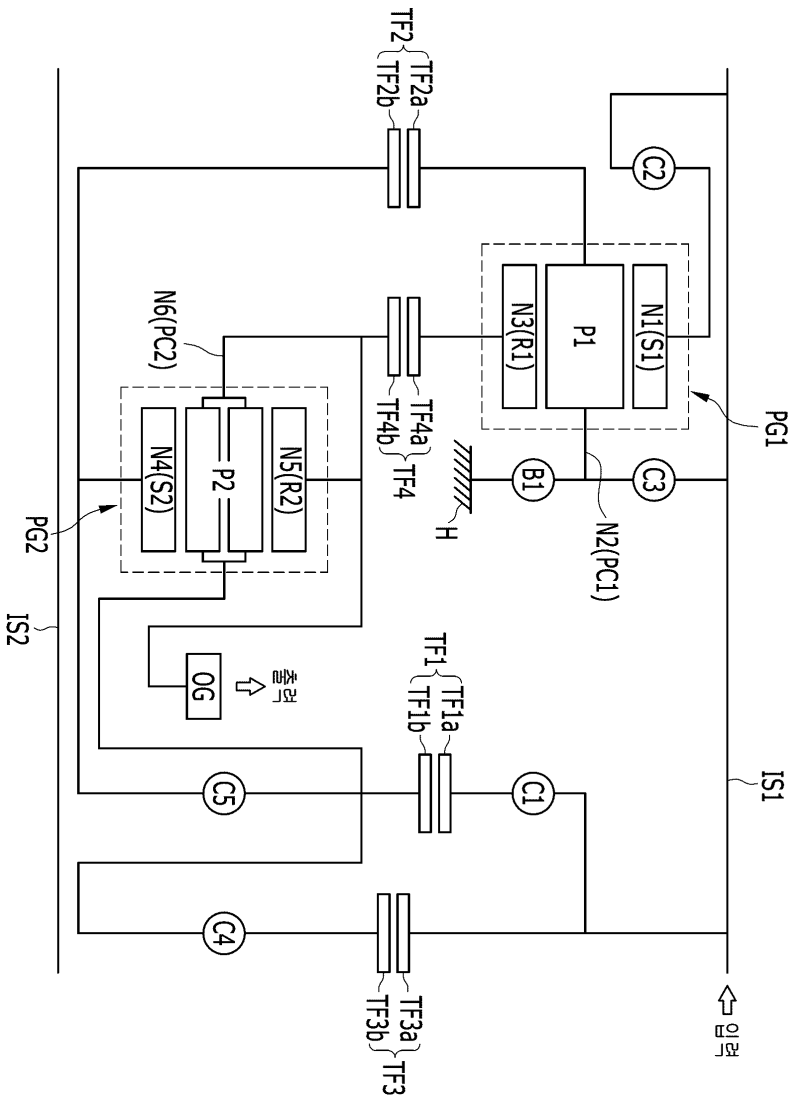 PG1
IS1
입력
C2
N1(S1)
C3
P1
N2(PC1)
N3(R1)
B1
C1
H
TF1a
TF1
TF1b
TF2a
TF2
TF2b
TF4a
TF4
TF4b
TF3a
TF3
TF3b
N5(R2)
출력
P2
OG
C5
C4
N6(PC2)
N4(S2)
PG2
IS2